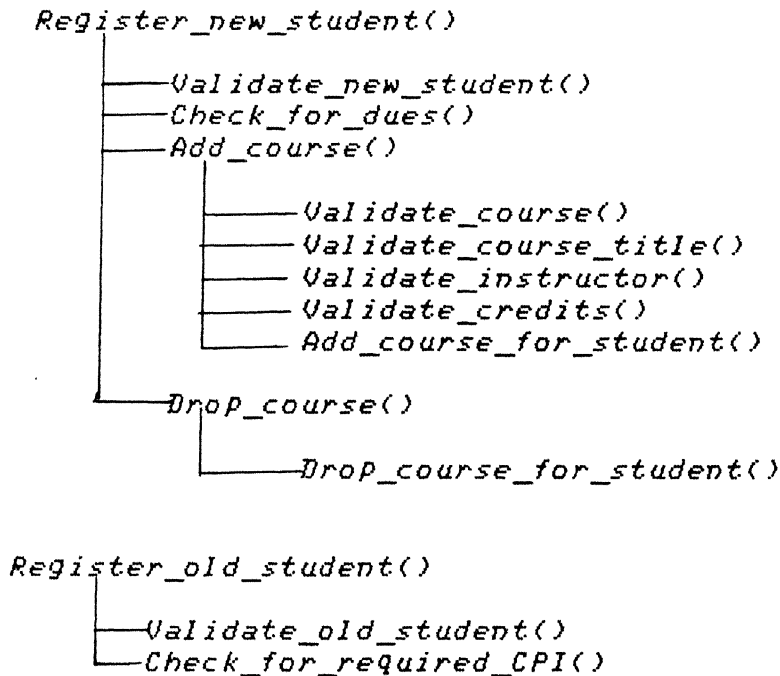 Register_new_student()
Validate_new_student()
Check_for_dues()
Add_course()
Validate_course()
Validate_course_title()
Validate_instructor()
Validate_credits()
Add_course_for_student()
Drop_course()
Drop_course_for_student()
Register_old_student()
Validate_old_student()
Check_for_required_CPI()